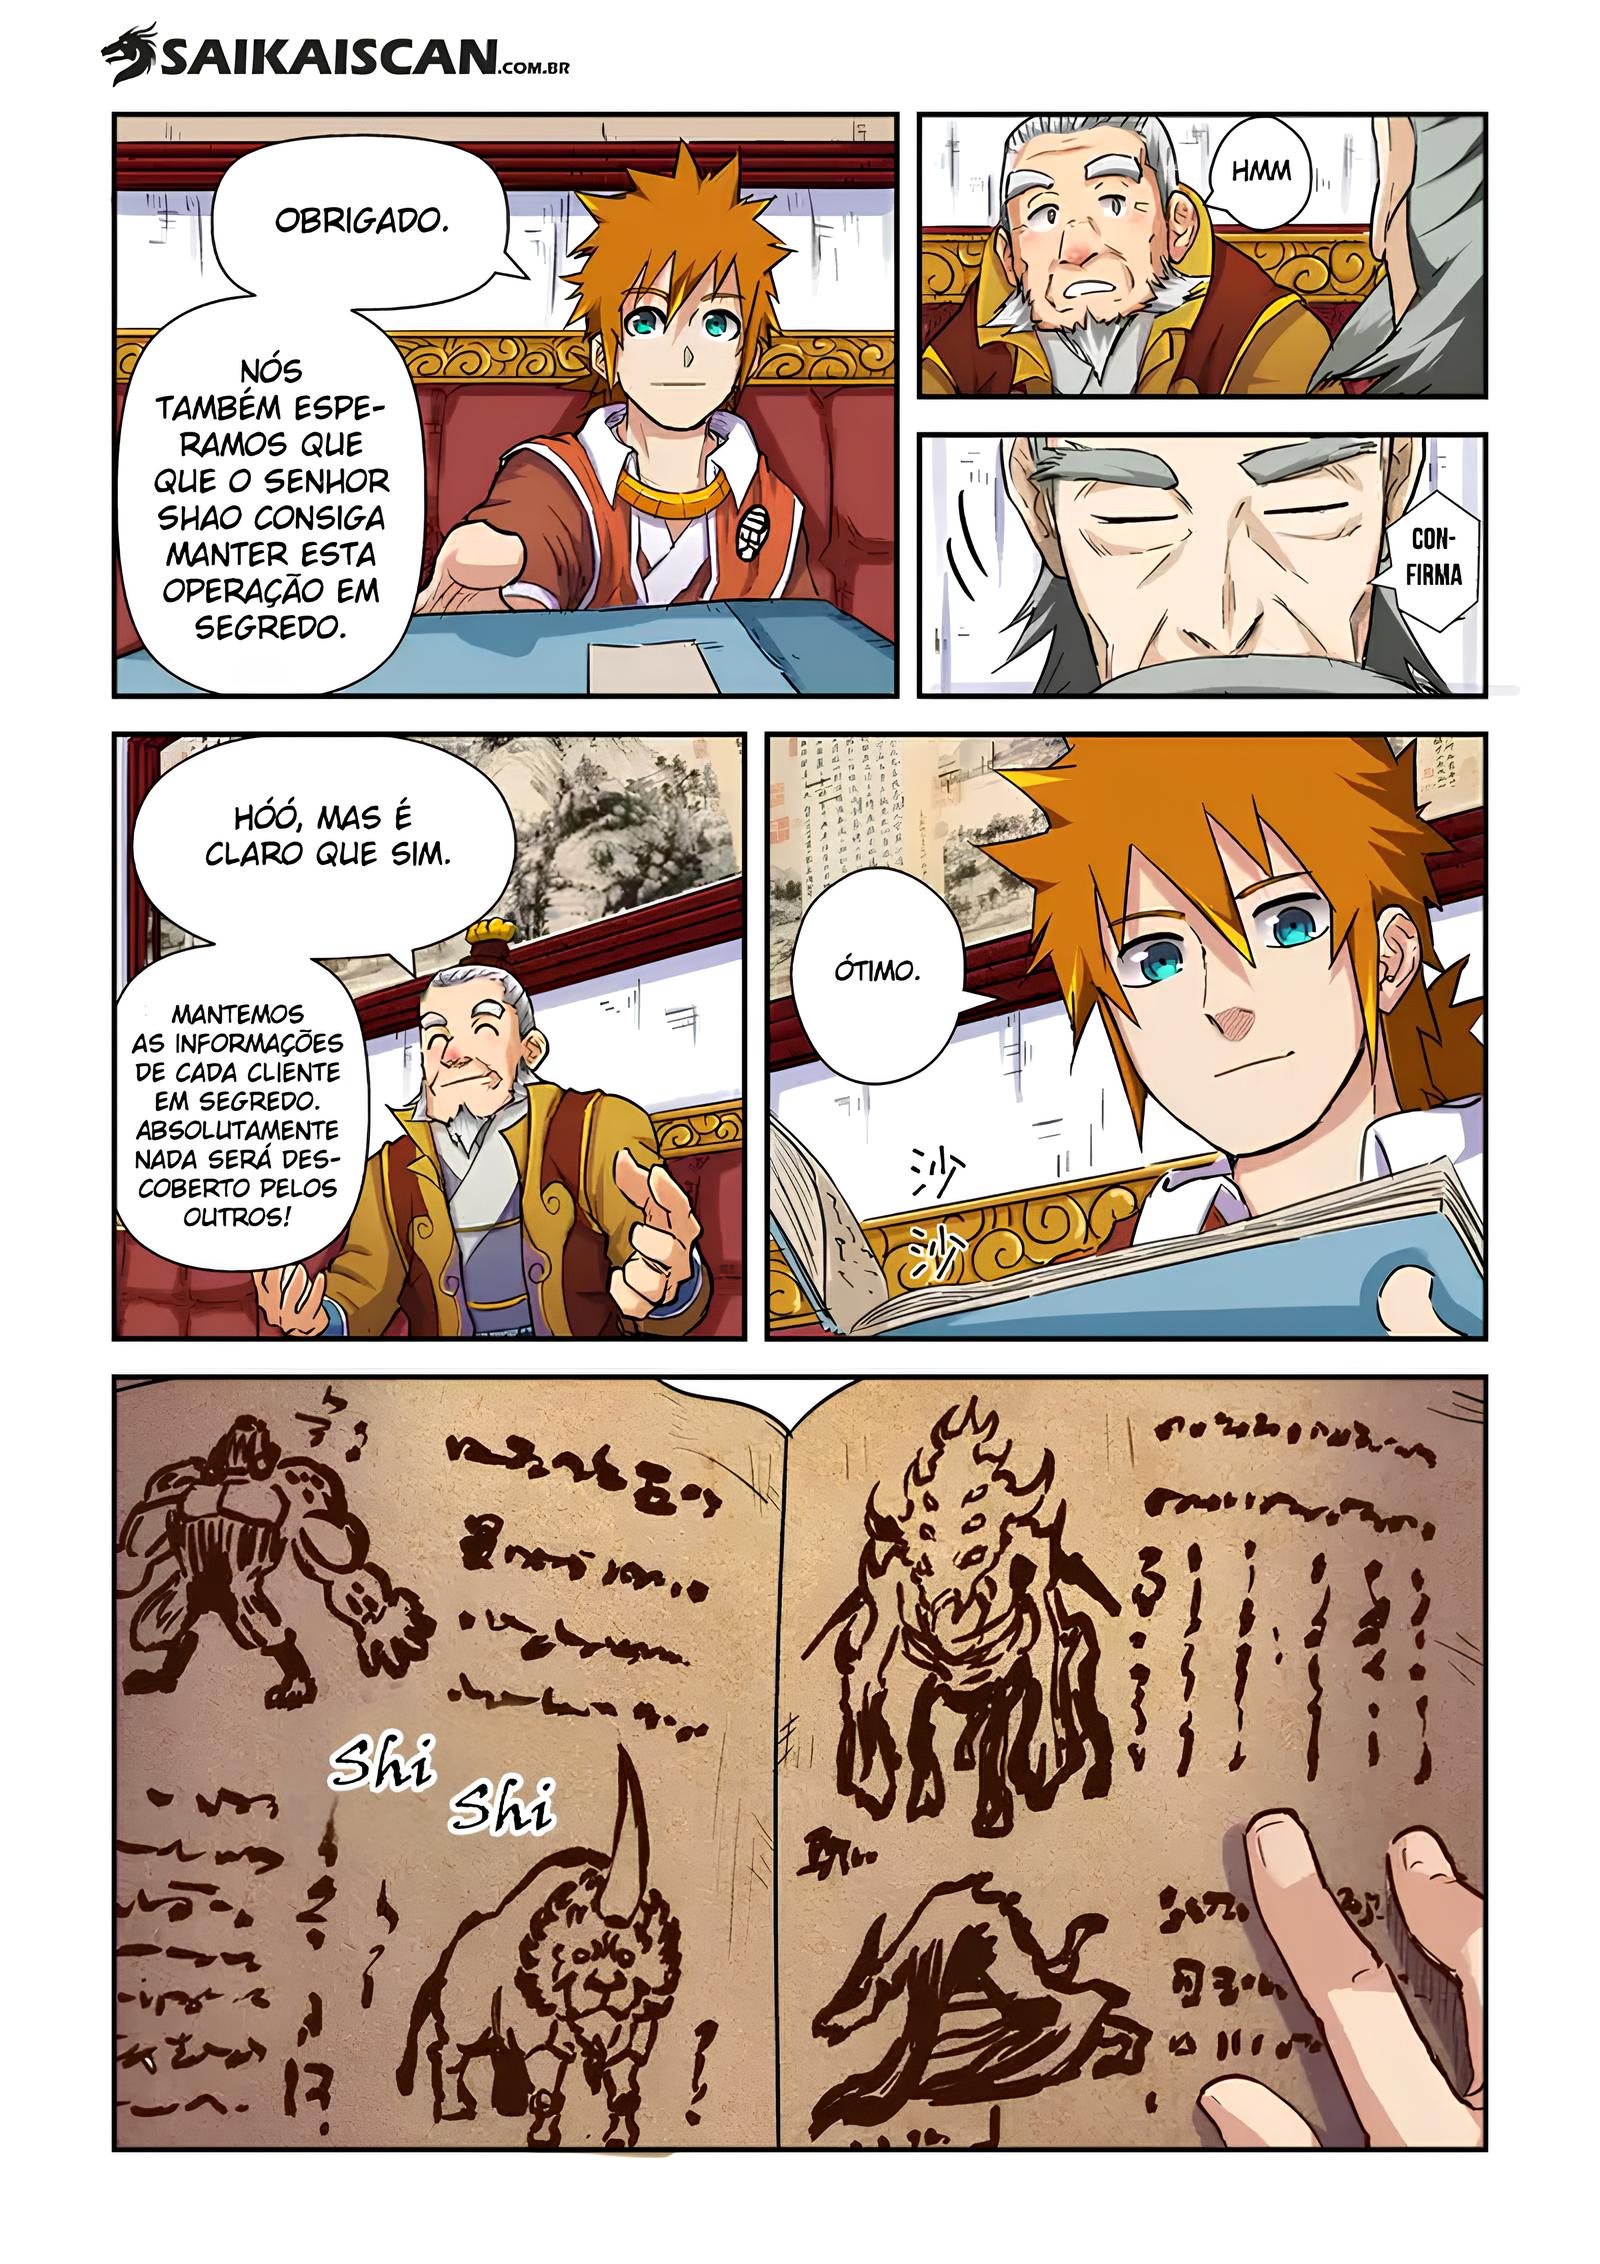 SAIKAISCAN.COM.BR
OBRIGADO.
NÓS
TAMBÉM ESPE-
RAMOS QUE
QUE O SENHOR
SHAO CONSIGA
MANTER ESTA
OPERAÇÃO EM
SEGREDO.
HMM
CON-
FIRMA
HÓÓ, MAS É
CLARO QUE SIM.
MANTEMOS
AS INFORMAÇÕES
DE CADA CLIENTE
EM SEGREDO.
ABSOLUTAMENTE
NADA SERÁ DES-
COBERTO PELOS
OUTROS!
ÓTIMO.
沙
沙
Shi
Shi